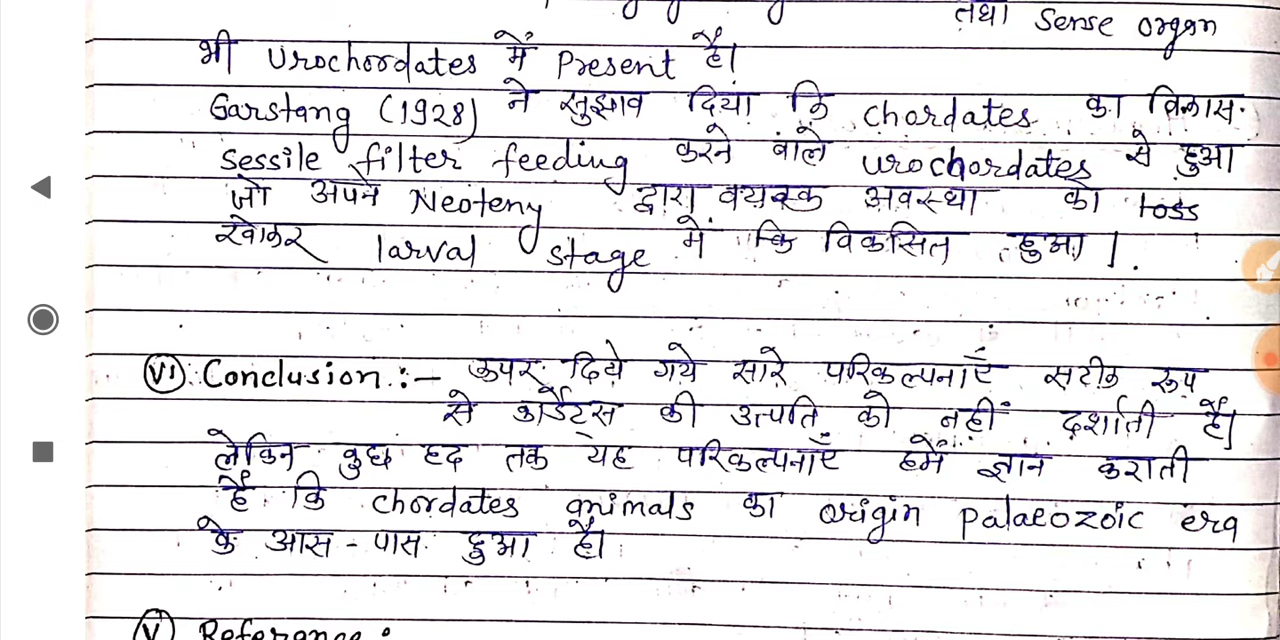 तथा Sense organ
भी Urochordates में Present है।
Garstang (1928) ने सुझाव दिया कि Chordates का विकास
Sessile filter feeding करने वाले Urochordates से हुआ
जो अपने Neoteny द्वारा वयस्क अवस्था को loss
खोकर larval stage में कि विकसित हुआ।
(VI) Conclusion :- ऊपर दिये गये सारे परिकल्पनाएँ सटीक रूप
से कार्डेट्स की उत्पति को नहीं दर्शाती है।
लेकिन कुछ हद तक यह परिकल्पनाएँ हमें ज्ञान कराती
है कि Chordates animals का origin Palaeozoic era
के आस-पास हुआ है।
(V) Reference :